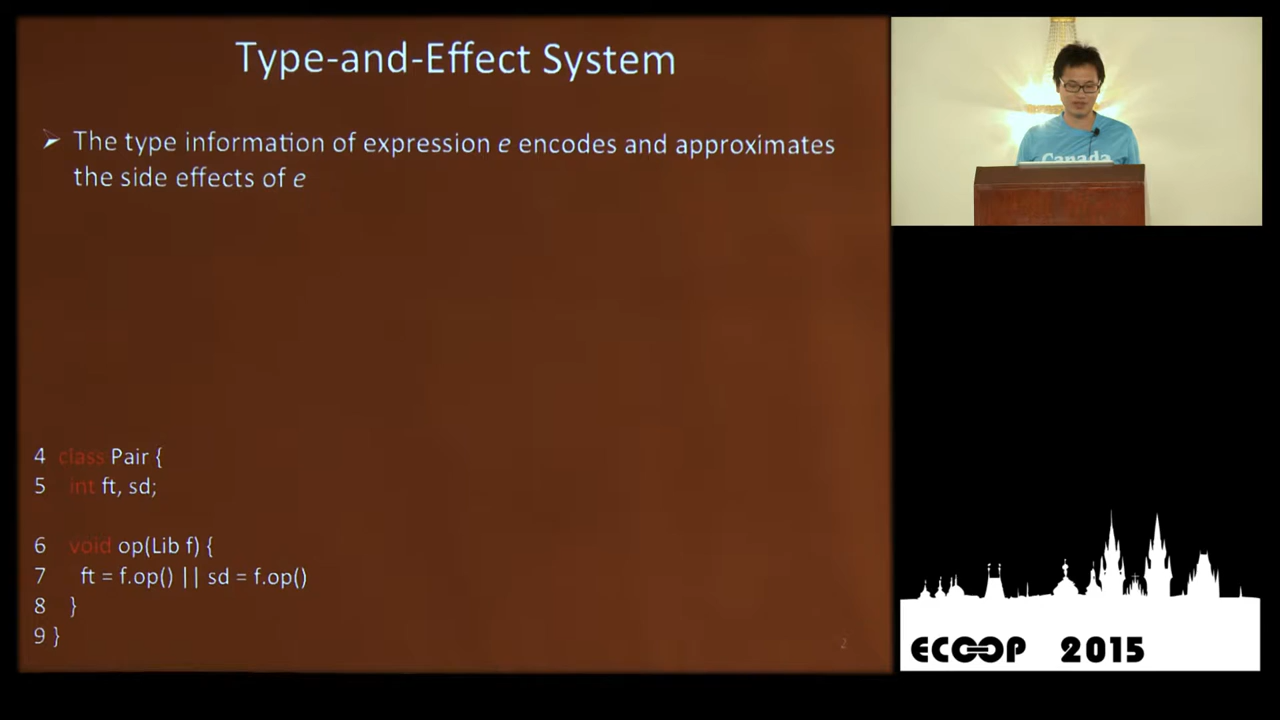 Type-and-Effect System
➢ The type information of expression e encodes and approximates
the side effects of e
4 class Pair {
5 int ft, sd;
6 void op(Lib f) {
7 ft = f.op() || sd = f.op()
8 }
9 }
2
Canada
ECOOP 2015